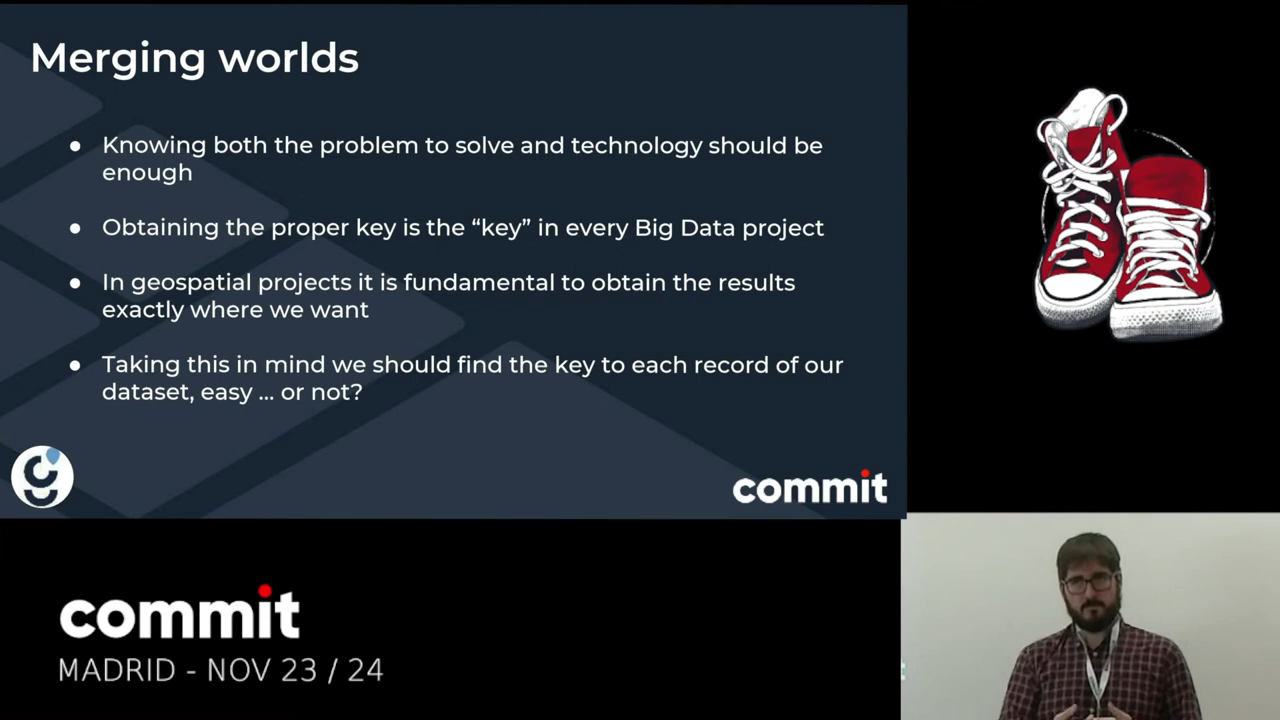 Merging worlds
● Knowing both the problem to solve and technology should be
enough
● Obtaining the proper key is the “key” in every Big Data project
● In geospatial projects it is fundamental to obtain the results
exactly where we want
● Taking this in mind we should find the key to each record of our
dataset, easy ... or not?
commit
commit
MADRID - NOV 23 / 24